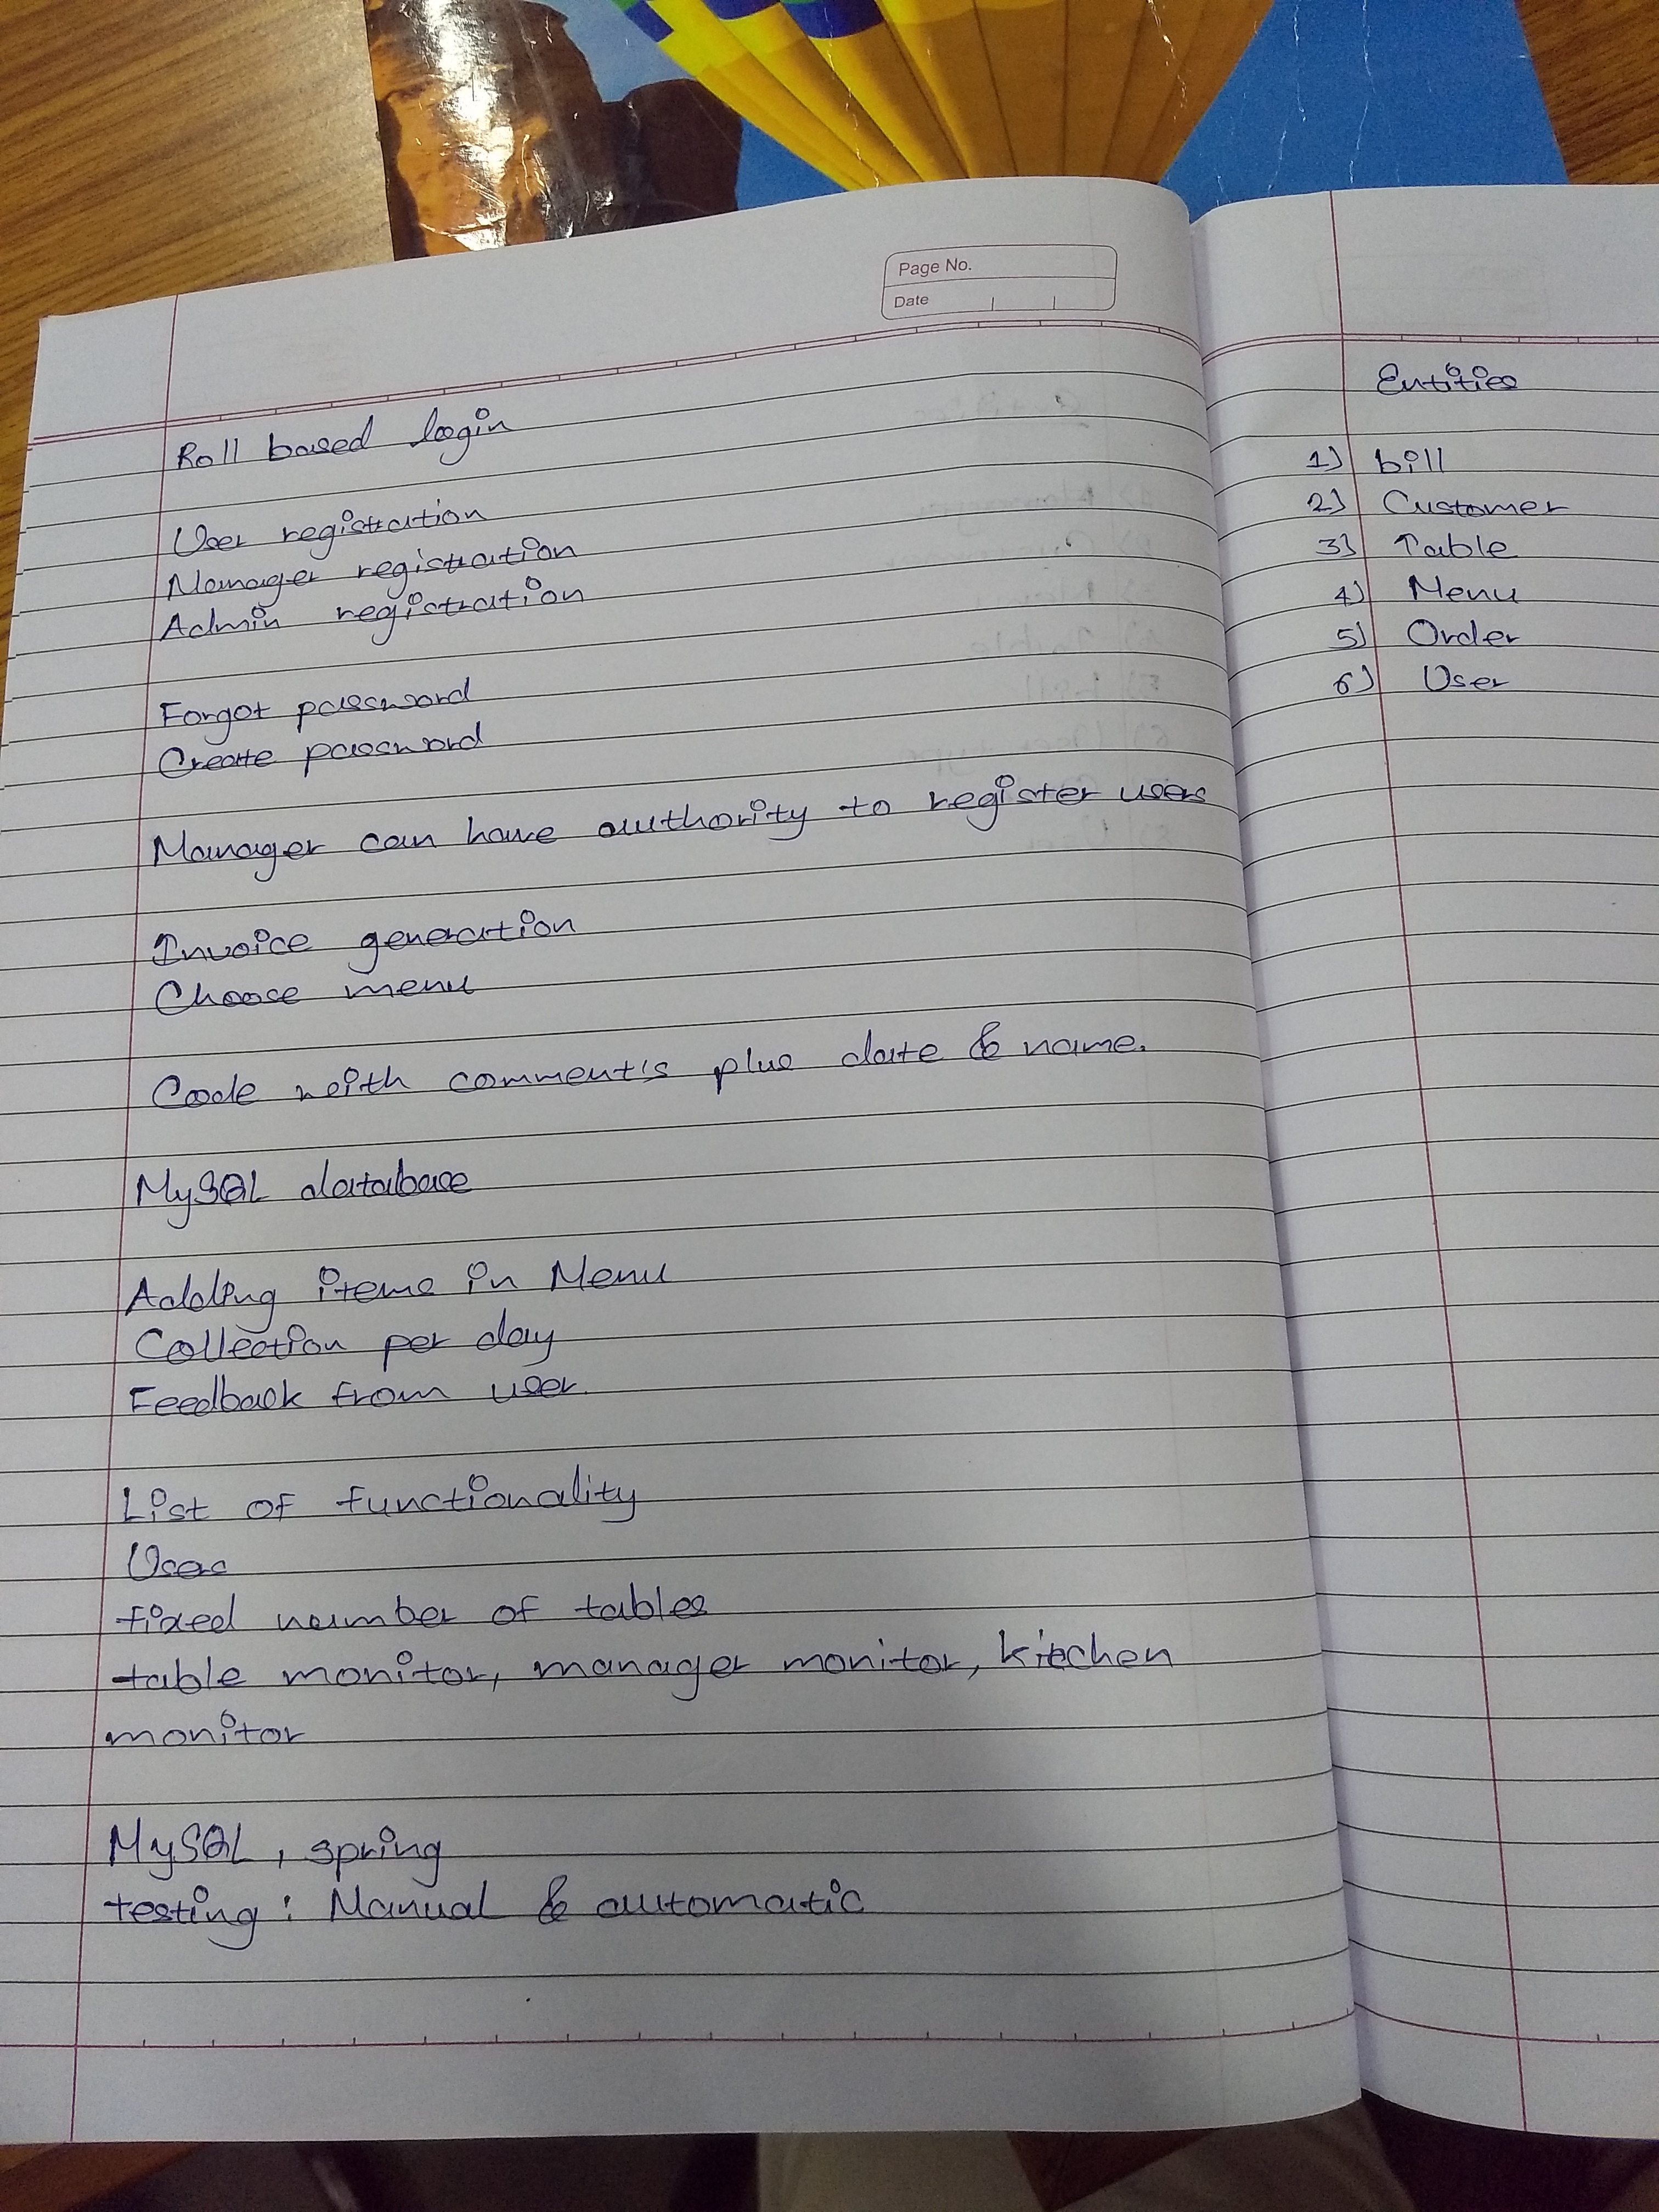 Page No.
Date
Roll based login
User registration
Manager registration
Admin registration
Forgot password
Create password
Manager can have authority to register users
Invoice generation
Choose menu
Code with comment's plus date & name.
MySQL database
Adding items in Menu
Collection per day
Feedback from user.
List of functionality
Uses
fixed number of tables
table monitor, manager monitor, kitchen
monitor
MySQL, spring
testing: Manual & automatic
Entities
1) bill
2) Customer
3) Table
4) Menu
5) Order
6) User